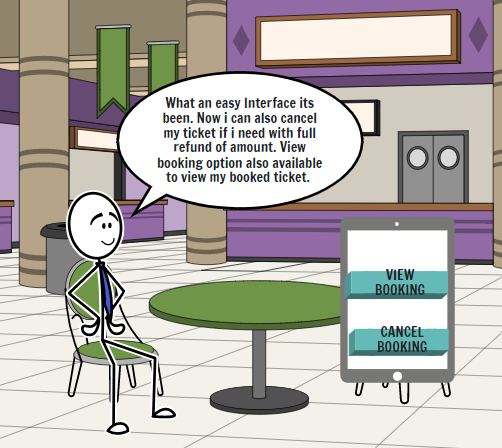 What an easy Interface its
been. Now i can also cancel
my ticket if i need with full
refund of amount. View
booking option also available
to view my booked ticket.
VIEW
BOOKING
CANCEL
BOOKING